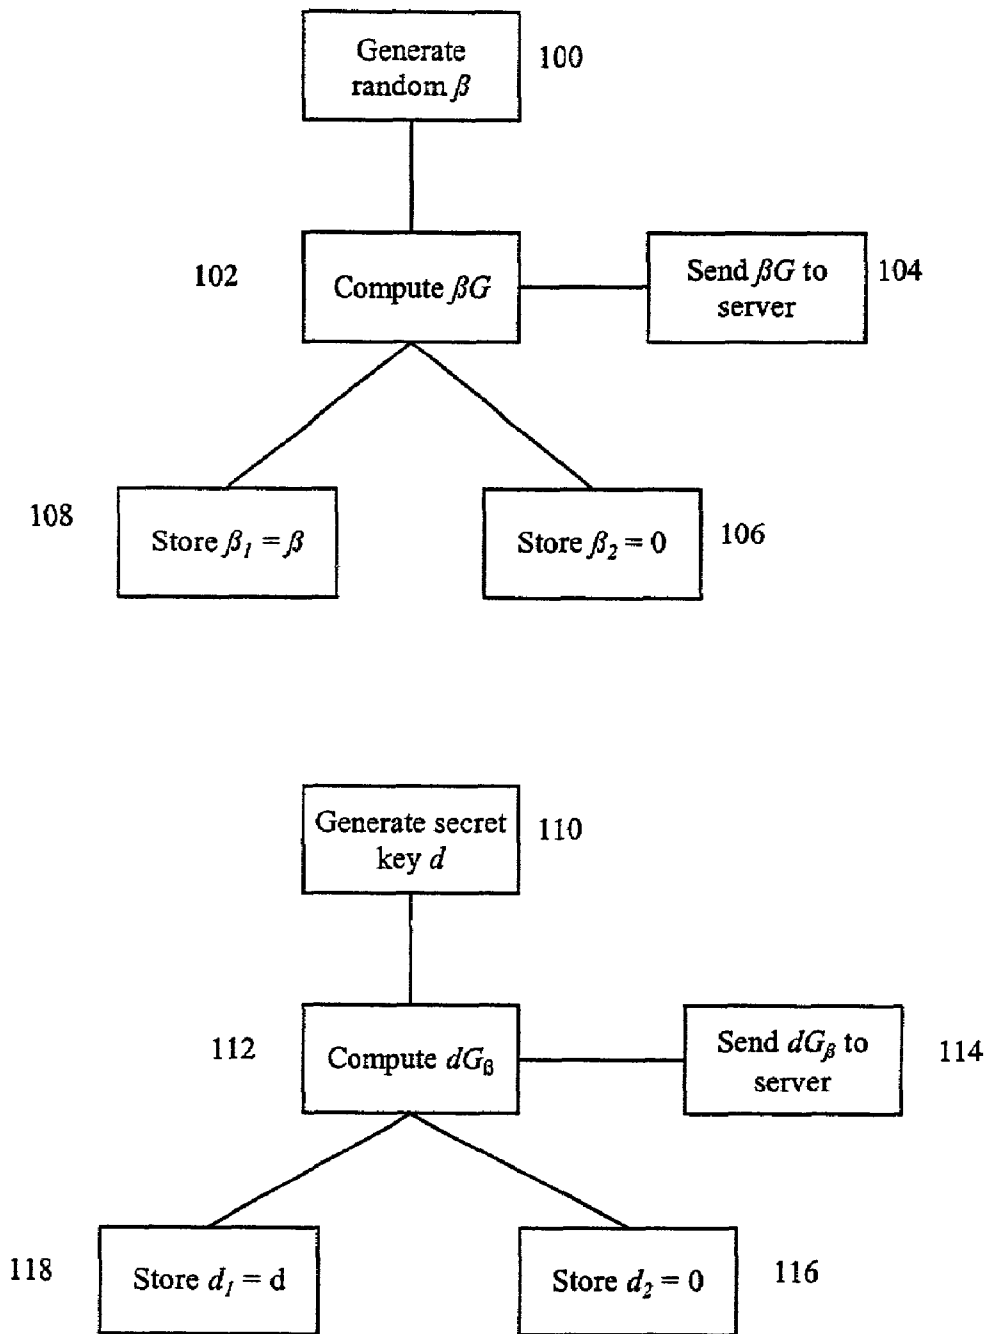 Generate
random β
100
102
Compute βG
Send βG to
server
104
108
Store β₁ = β
Store β₂ = 0
106
Generate secret
key d
110
112
Compute dGᵦ
Send dGᵦ to
server
114
118
Store d₁ = d
Store d₂ = 0
116